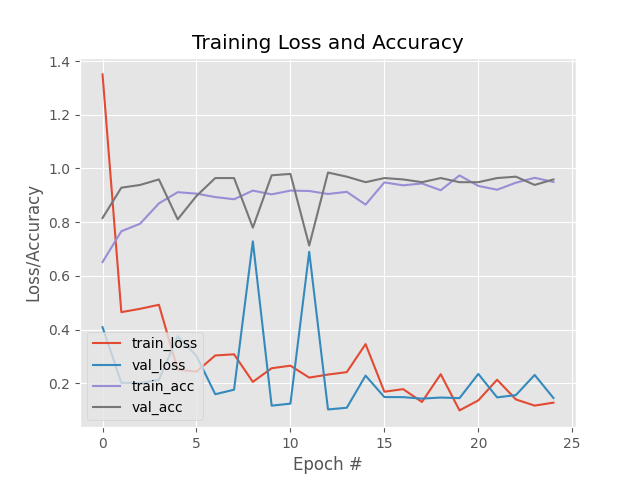 Training Loss and Accuracy
Loss/Accuracy
1.4
1.2
1.0
0.8
0.6
0.4
0.2
train_loss
val_loss
train_acc
val_acc
0 5 10 15 20 25
Epoch #